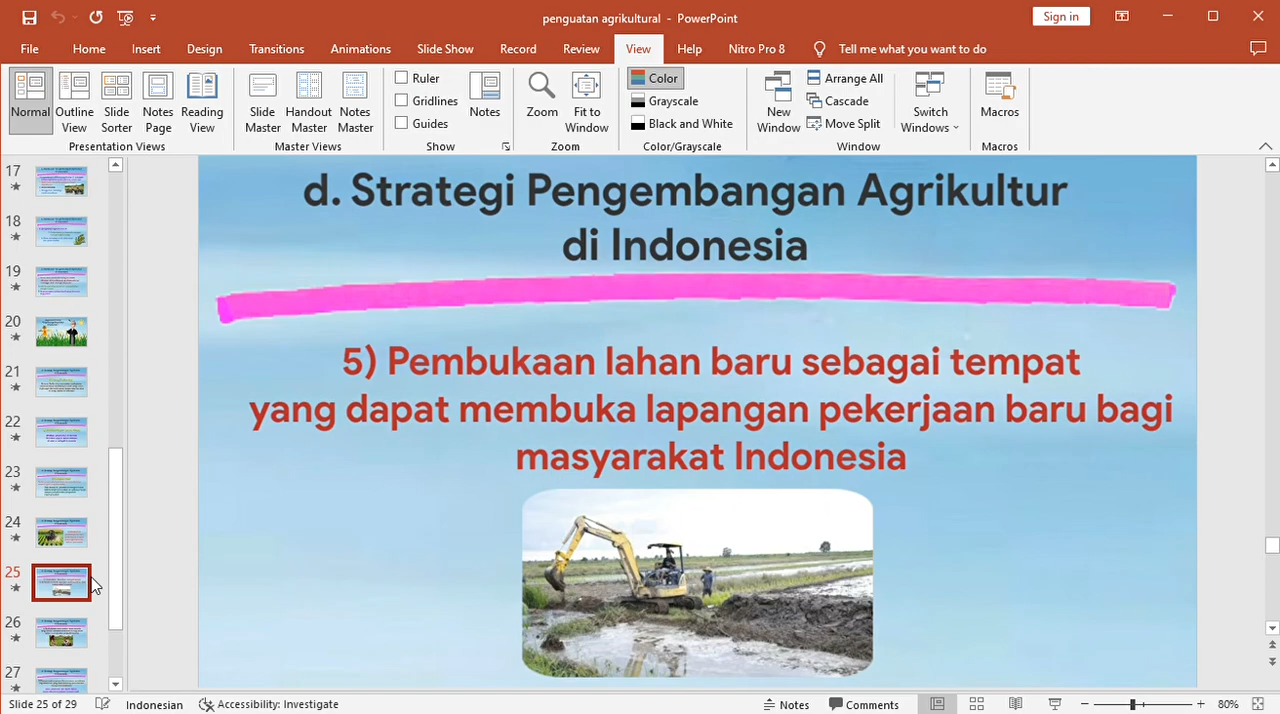 penguatan agrikultural - PowerPoint
Sign in
File Home Insert Design Transitions Animations Slide Show Record Review View Help Nitro Pro 8 Tell me what you want to do
Normal
Outline View
Slide Sorter
Notes Page
Reading View
Presentation Views
Slide Master
Handout Master
Notes Master
Master Views
Ruler
Gridlines
Guides
Notes
Show
Zoom
Fit to Window
Zoom
Color
Grayscale
Black and White
Color/Grayscale
New Window
Arrange All
Cascade
Move Split
Switch Windows
Window
Macros
Macros
17
18
19
20
21
22
23
24
25
26
27
d. Strategi Pengembangan Agrikultur
di Indonesia
5) Pembukaan lahan baru sebagai tempat
yang dapat membuka lapangan pekerjaan baru bagi
masyarakat Indonesia
Slide 25 of 29 Indonesian Accessibility: Investigate Notes Comments 80%